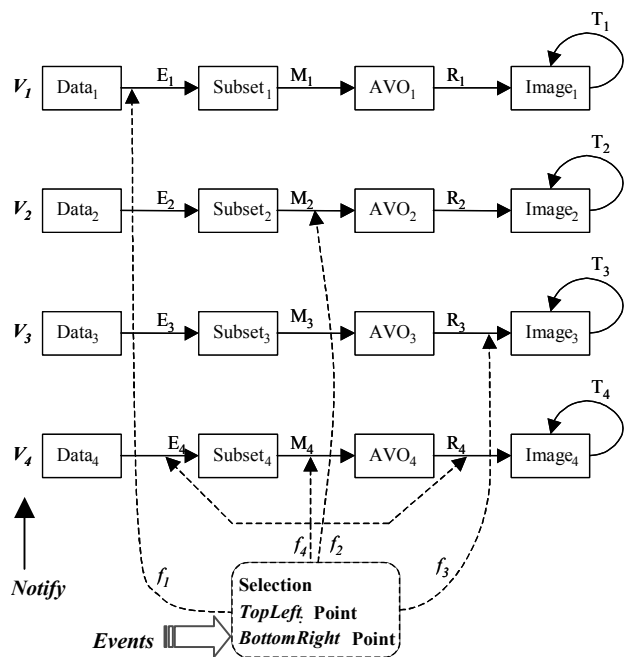 T₁
V₁ Data₁ E₁ Subset₁ M₁ AVO₁ R₁ Image₁
T₂
V₂ Data₂ E₂ Subset₂ M₂ AVO₂ R₂ Image₂
T₃
V₃ Data₃ E₃ Subset₃ M₃ AVO₃ R₃ Image₃
T₄
V₄ Data₄ E₄ Subset₄ M₄ AVO₄ R₄ Image₄
f₁ f₄ f₂ f₃
Notify
Selection
TopLeft Point
Events BottomRight Point